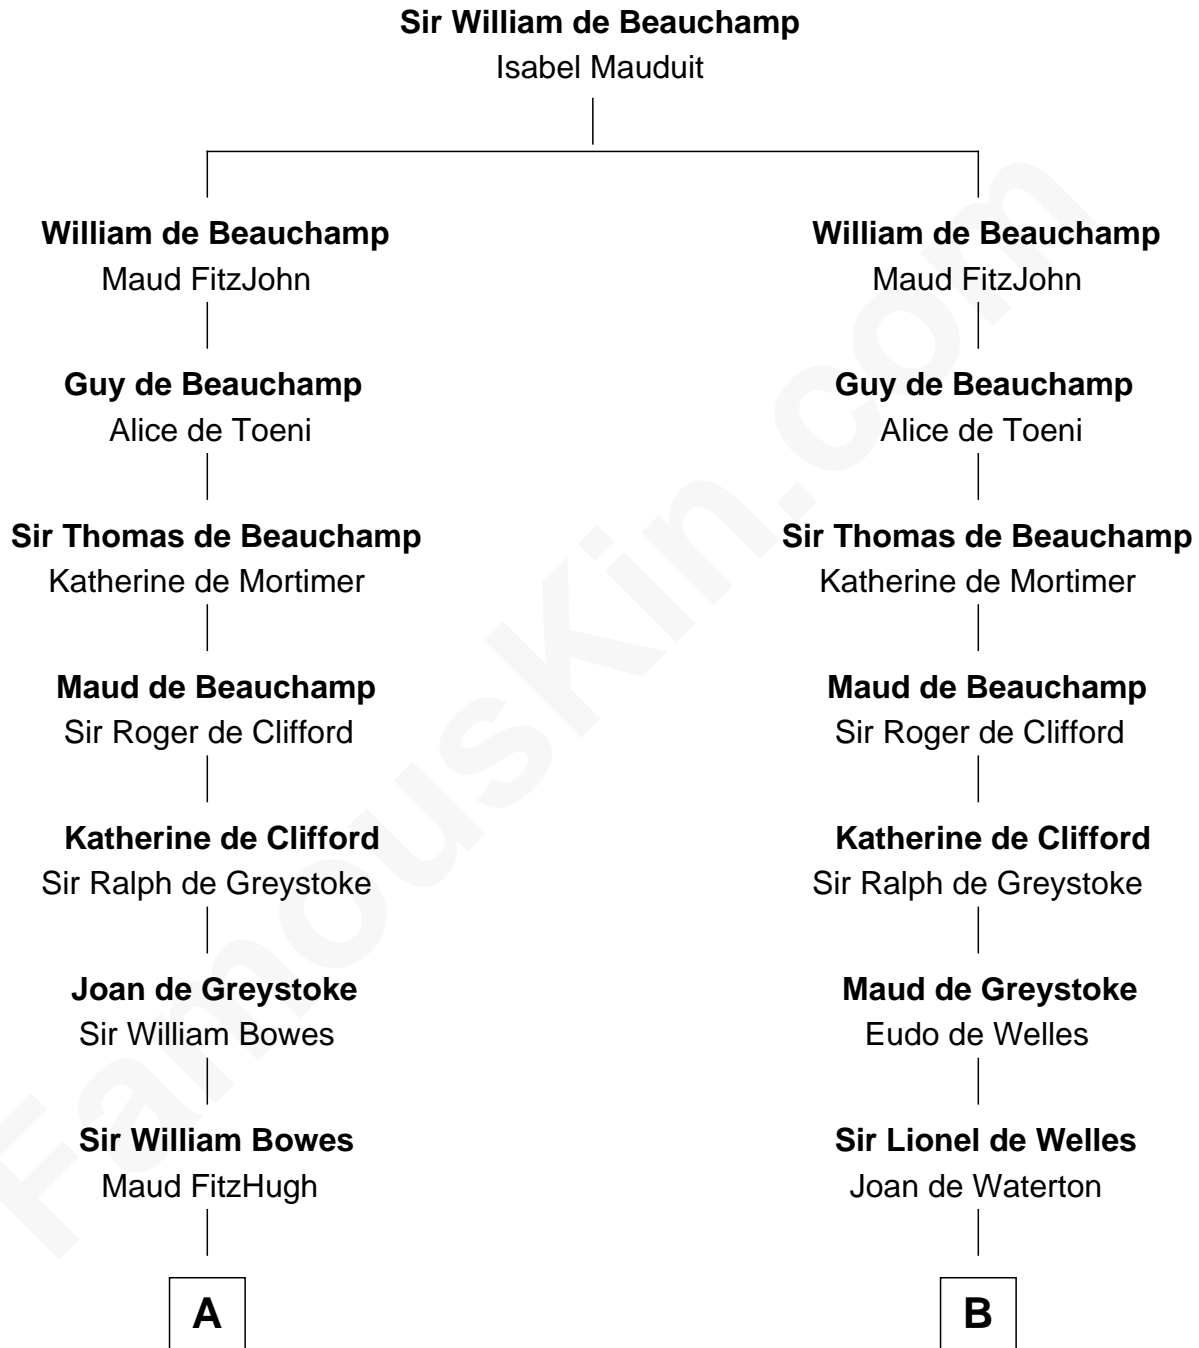 Sir William de Beauchamp
Isabel Mauduit
William de Beauchamp
Maud FitzJohn
Guy de Beauchamp
Alice de Toeni
Sir Thomas de Beauchamp
Katherine de Mortimer
Maud de Beauchamp
Sir Roger de Clifford
Katherine de Clifford
Sir Ralph de Greystoke
Joan de Greystoke
Sir William Bowes
Sir William Bowes
Maud FitzHugh
A
William de Beauchamp
Maud FitzJohn
Guy de Beauchamp
Alice de Toeni
Sir Thomas de Beauchamp
Katherine de Mortimer
Maud de Beauchamp
Sir Roger de Clifford
Katherine de Clifford
Sir Ralph de Greystoke
Maud de Greystoke
Eudo de Welles
Sir Lionel de Welles
Joan de Waterton
B
FamousKin.com